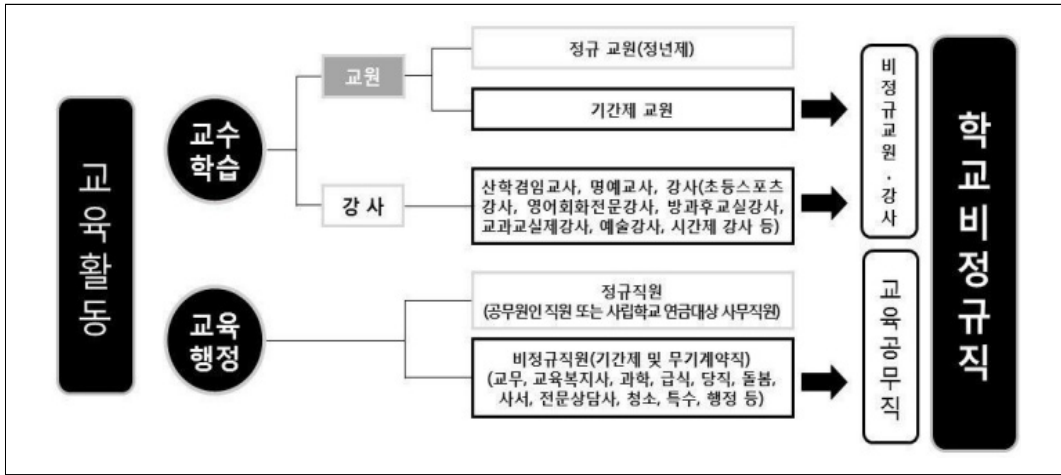 교육활동
교수
학습
교원
정규 교원(정년제)
기간제 교원
강 사
산학겸임교사, 명예교사, 강사(초등스포츠
강사, 영어회화전문강사, 방과후교실강사,
교과교실제강사, 예술강사, 시간제 강사 등)
교육
행정
정규직원
(공무원인 직원 또는 사립학교 연금대상 사무직원)
비정규직원(기간제 및 무기계약직)
(교무, 교육복지사, 과학, 급식, 당직, 돌봄,
사서, 전문상담사, 청소, 특수, 행정 등)
비정규교원·강사
교육공무직
학교비정규직